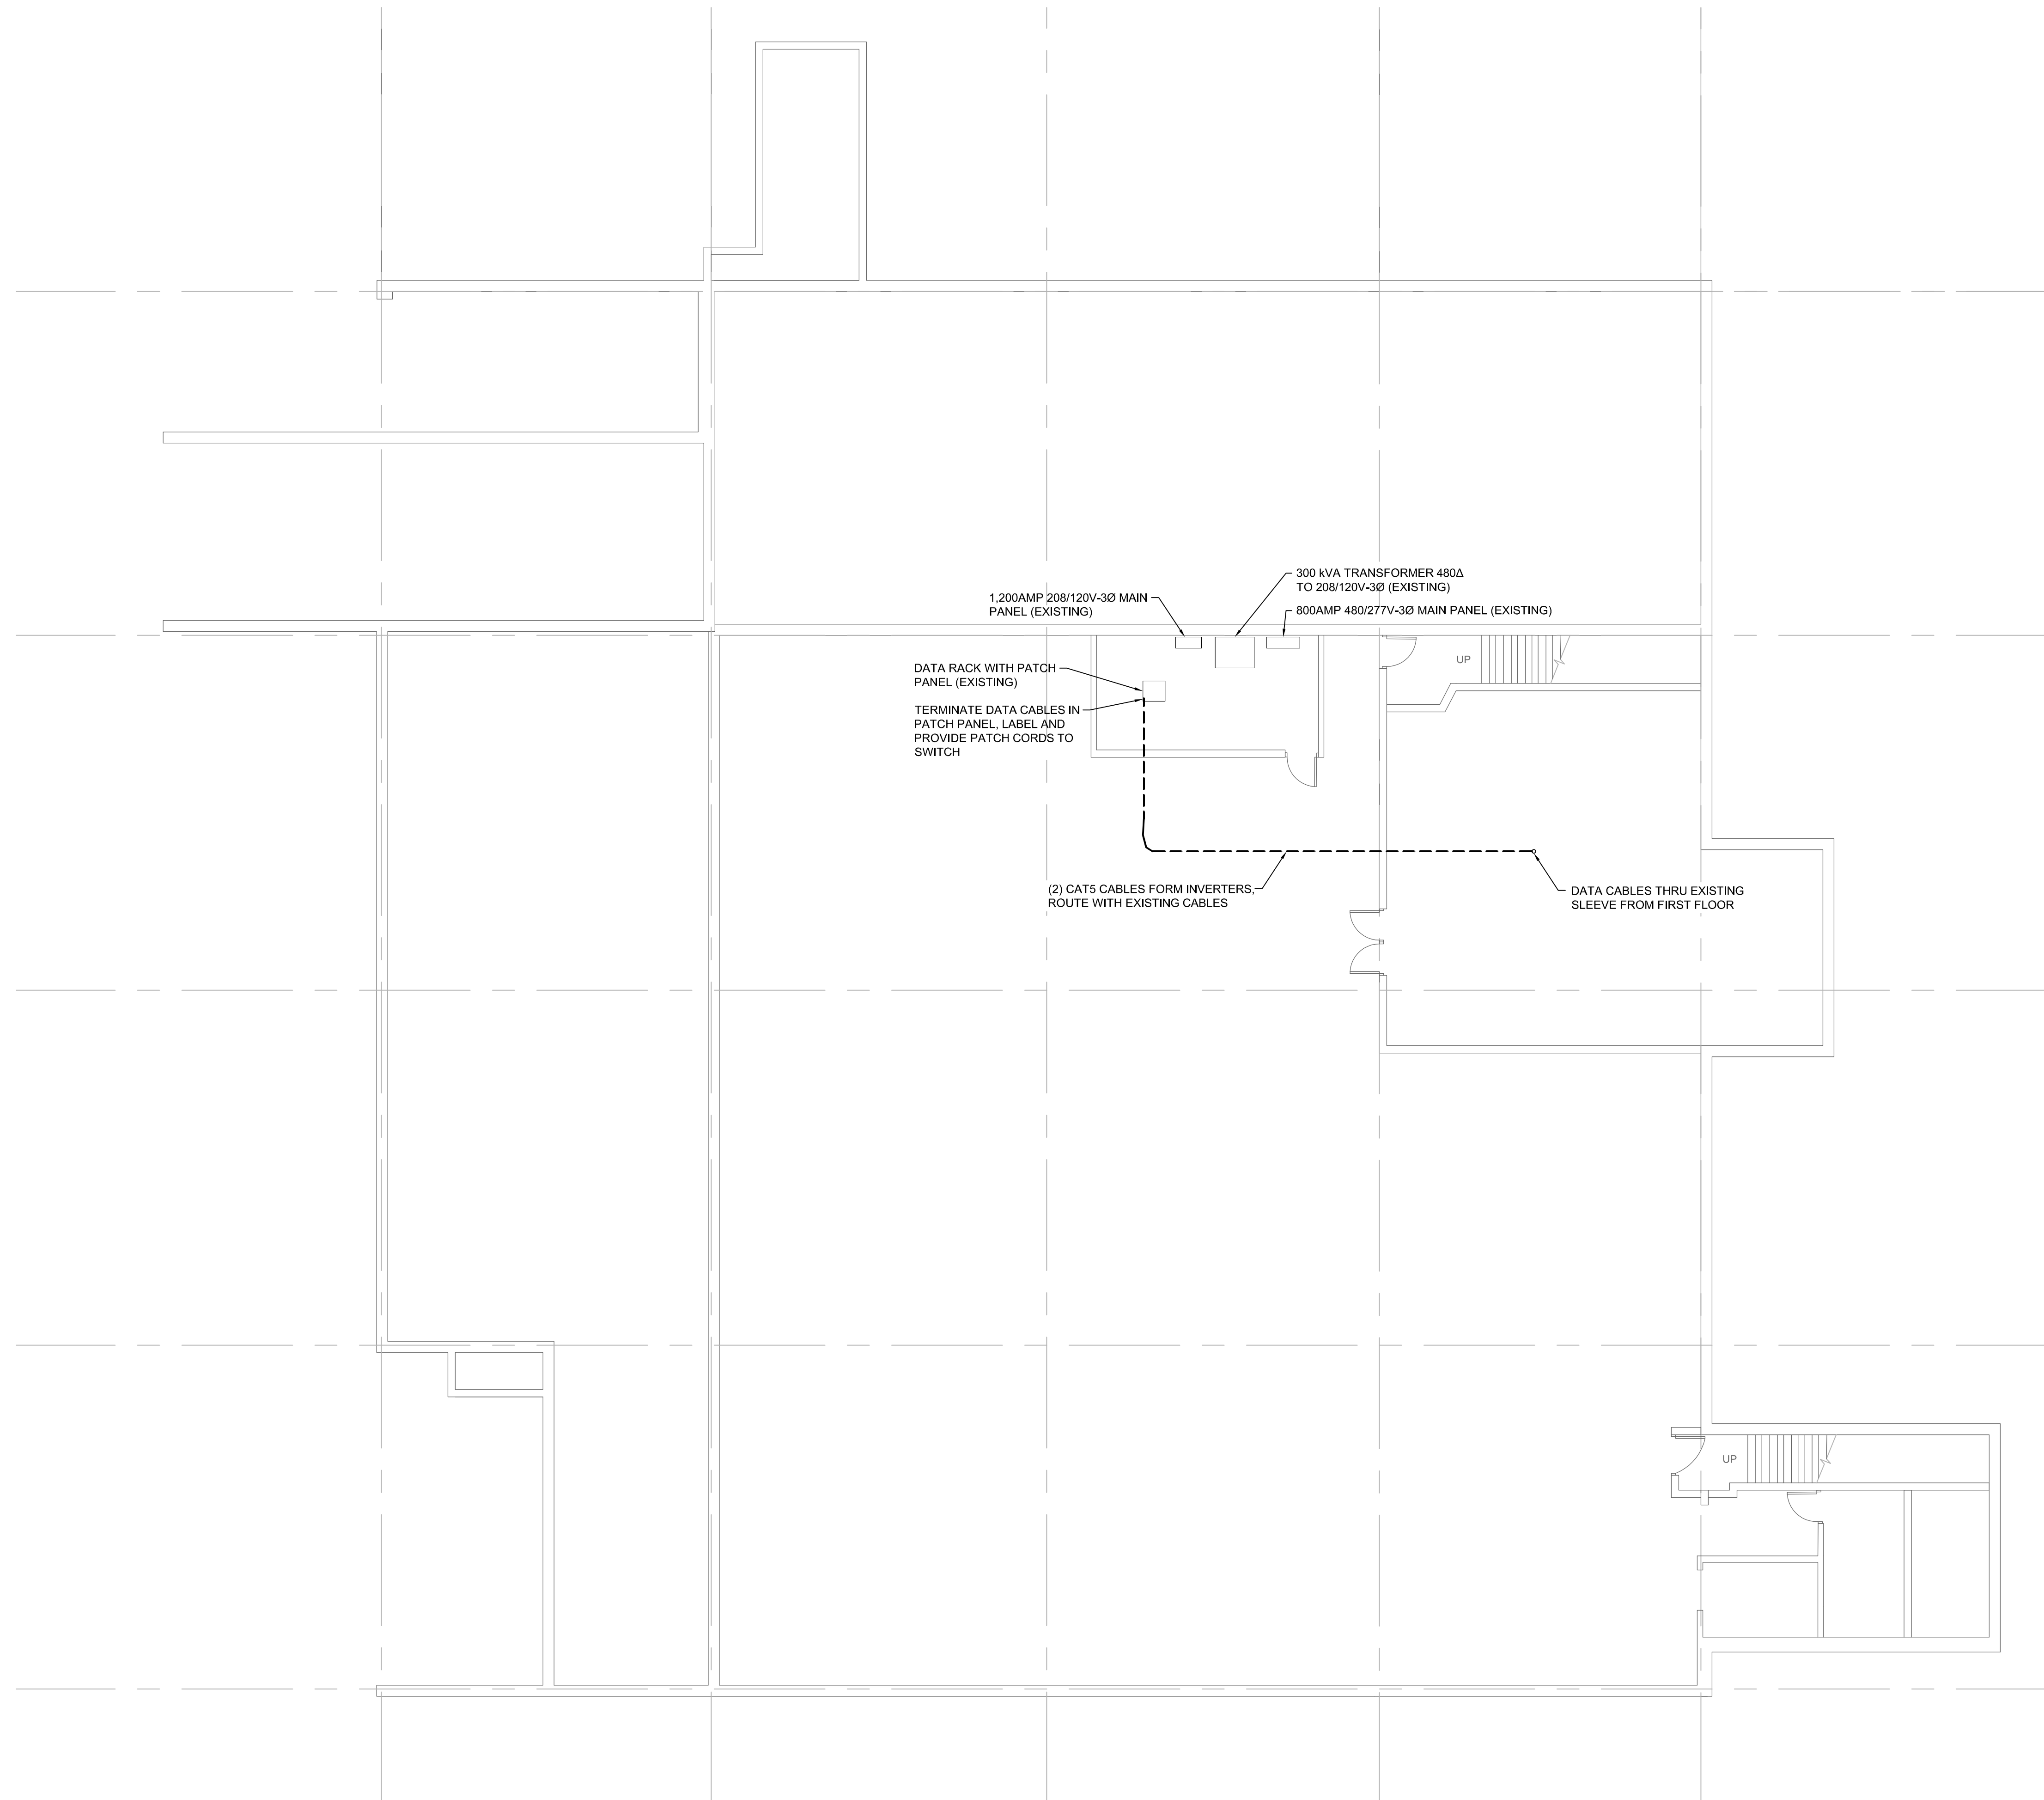 300 kVA TRANSFORMER 480Δ
TO 208/120V-3Ø (EXISTING)
1,200AMP 208/120V-3Ø MAIN
PANEL (EXISTING)
800AMP 480/277V-3Ø MAIN PANEL (EXISTING)
UP
DATA RACK WITH PATCH
PANEL (EXISTING)
TERMINATE DATA CABLES IN
PATCH PANEL, LABEL AND
PROVIDE PATCH CORDS TO
SWITCH
(2) CAT5 CABLES FORM INVERTERS,
ROUTE WITH EXISTING CABLES
DATA CABLES THRU EXISTING
SLEEVE FROM FIRST FLOOR
UP